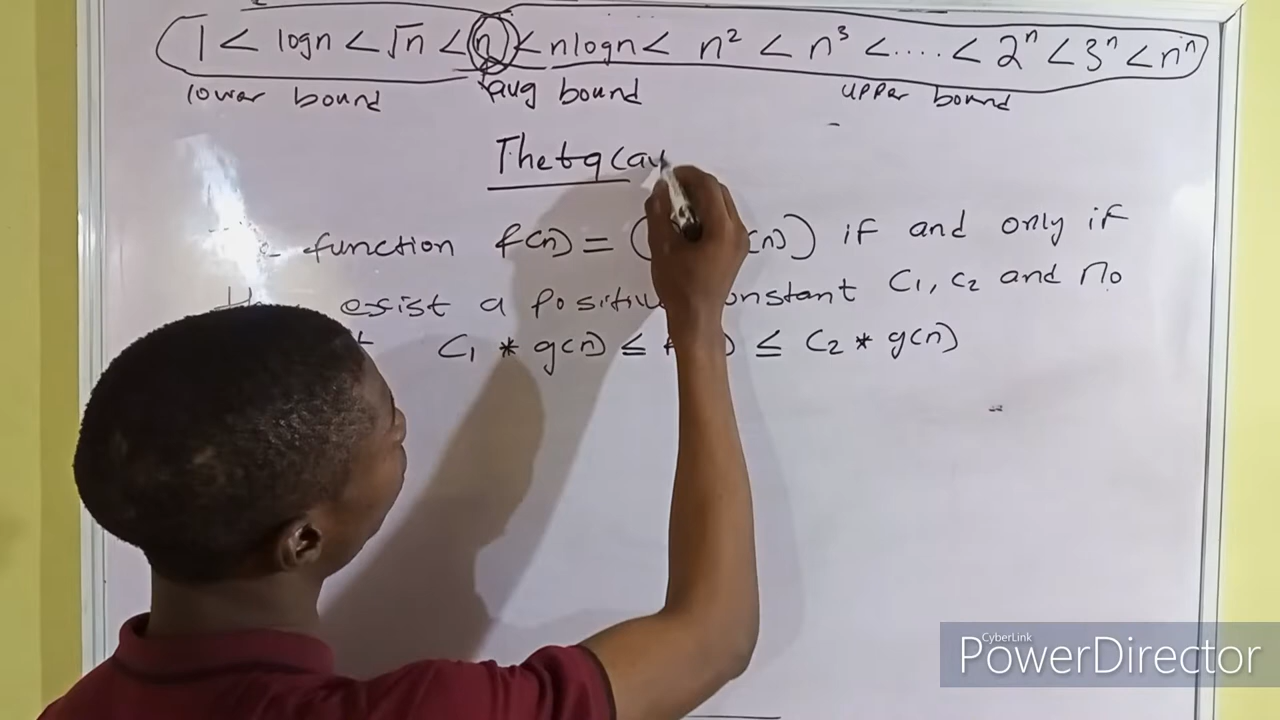 1 < logn < √n < n < nlogn < n² < n³ < .... < 2ⁿ < 3ⁿ < nⁿ
lower bound avg bound upper bound
Theta(av
function f(n) = (n)) if and only if
exist a positive constant C₁, C₂ and n₀
C₁ * g(n) ≤ ≤ C₂ * g(n)
CyberLink
PowerDirector